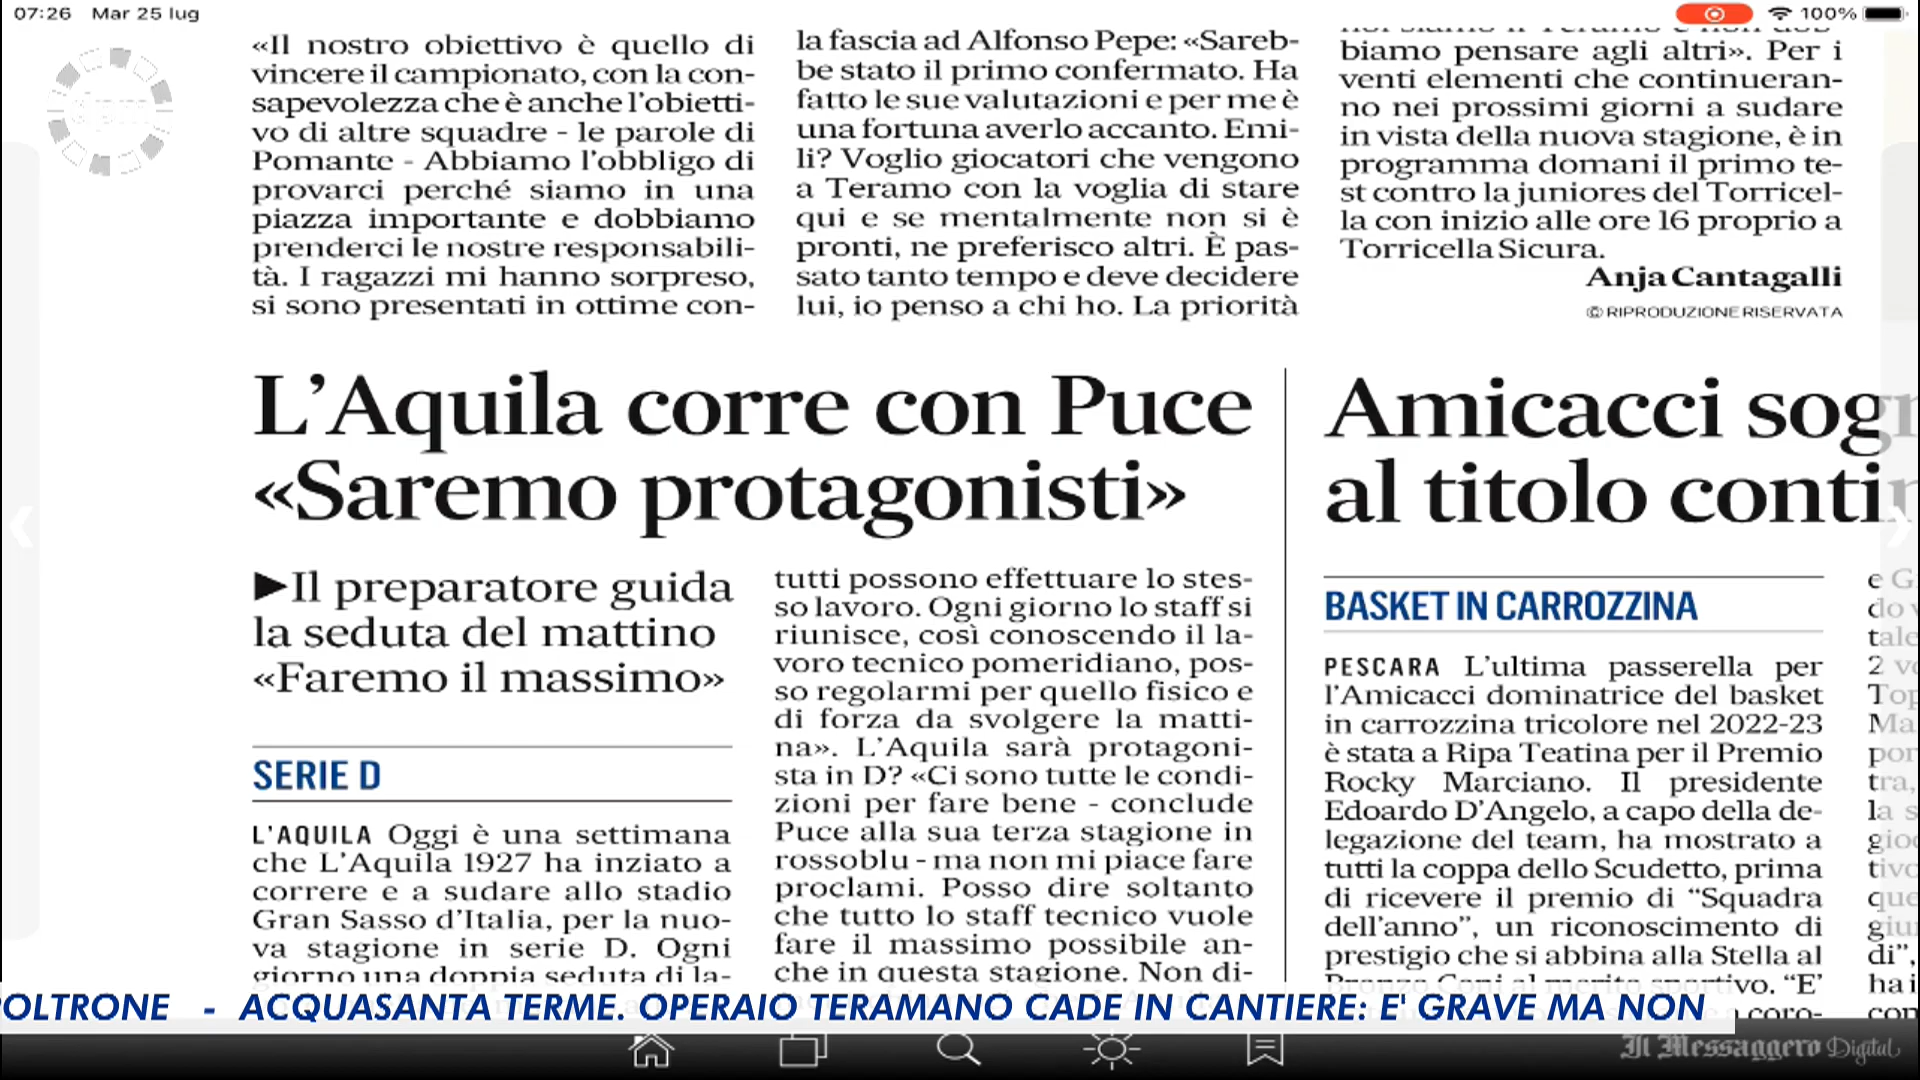 07:26 Mar 25 lug
100%
«Il nostro obiettivo è quello di
vincere il campionato, con la con-
sapevolezza che è anche l'obietti-
vo di altre squadre - le parole di
Pomante - Abbiamo l'obbligo di
provarci perché siamo in una
piazza importante e dobbiamo
prenderci le nostre responsabili-
tà. I ragazzi mi hanno sorpreso,
si sono presentati in ottime con-
la fascia ad Alfonso Pepe: «Sareb-
be stato il primo confermato. Ha
fatto le sue valutazioni e per me è
una fortuna averlo accanto. Emi-
li? Voglio giocatori che vengono
a Teramo con la voglia di stare
qui e se mentalmente non si è
pronti, ne preferisco altri. È pas-
sato tanto tempo e deve decidere
lui, io penso a chi ho. La priorità
biamo pensare agli altri». Per i
venti elementi che continueran-
no nei prossimi giorni a sudare
in vista della nuova stagione, è in
programma domani il primo te-
st contro la juniores del Torricel-
la con inizio alle ore 16 proprio a
Torricella Sicura.
Anja Cantagalli
© RIPRODUZIONE RISERVATA
L'Aquila corre con Puce
«Saremo protagonisti»
►Il preparatore guida
la seduta del mattino
«Faremo il massimo»
SERIE D
L'AQUILA Oggi è una settimana
che L'Aquila 1927 ha inziato a
correre e a sudare allo stadio
Gran Sasso d'Italia, per la nuo-
va stagione in serie D. Ogni
giorno una doppia seduta di la-
tutti possono effettuare lo stes-
so lavoro. Ogni giorno lo staff si
riunisce, così conoscendo il la-
voro tecnico pomeridiano, pos-
so regolarmi per quello fisico e
di forza da svolgere la matti-
na». L'Aquila sarà protagoni-
sta in D? «Ci sono tutte le condi-
zioni per fare bene - conclude
Puce alla sua terza stagione in
rossoblu - ma non mi piace fare
proclami. Posso dire soltanto
che tutto lo staff tecnico vuole
fare il massimo possibile an-
che in questa stagione. Non di-
Amicacci sogn
al titolo contin
BASKET IN CARROZZINA
PESCARA L'ultima passerella per
l'Amicacci dominatrice del basket
in carrozzina tricolore nel 2022-23
è stata a Ripa Teatina per il Premio
Rocky Marciano. Il presidente
Edoardo D'Angelo, a capo della de-
legazione del team, ha mostrato a
tutti la coppa dello Scudetto, prima
di ricevere il premio di "Squadra
dell'anno", un riconoscimento di
prestigio che si abbina alla Stella al
Bronzo Coni al merito sportivo. "E'
OLTRONE - ACQUASANTA TERME. OPERAIO TERAMANO CADE IN CANTIERE: E' GRAVE MA NON
Il Messaggero Digital